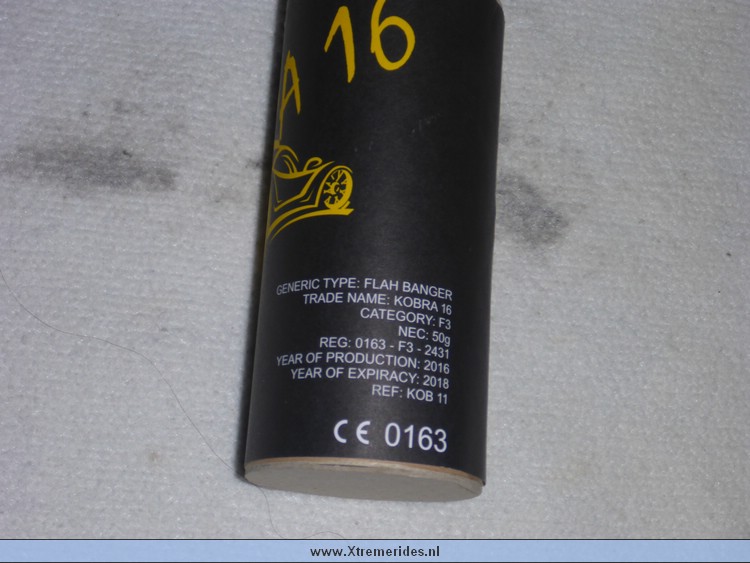 A 16
GENERIC TYPE: FLAH BANGER
TRADE NAME: KOBRA 16
CATEGORY: F3
NEC: 50g
REG: 0163 - F3 - 2431
YEAR OF PRODUCTION: 2016
YEAR OF EXPIRACY: 2018
REF: KOB 11
CE 0163
www.Xtremerides.nl